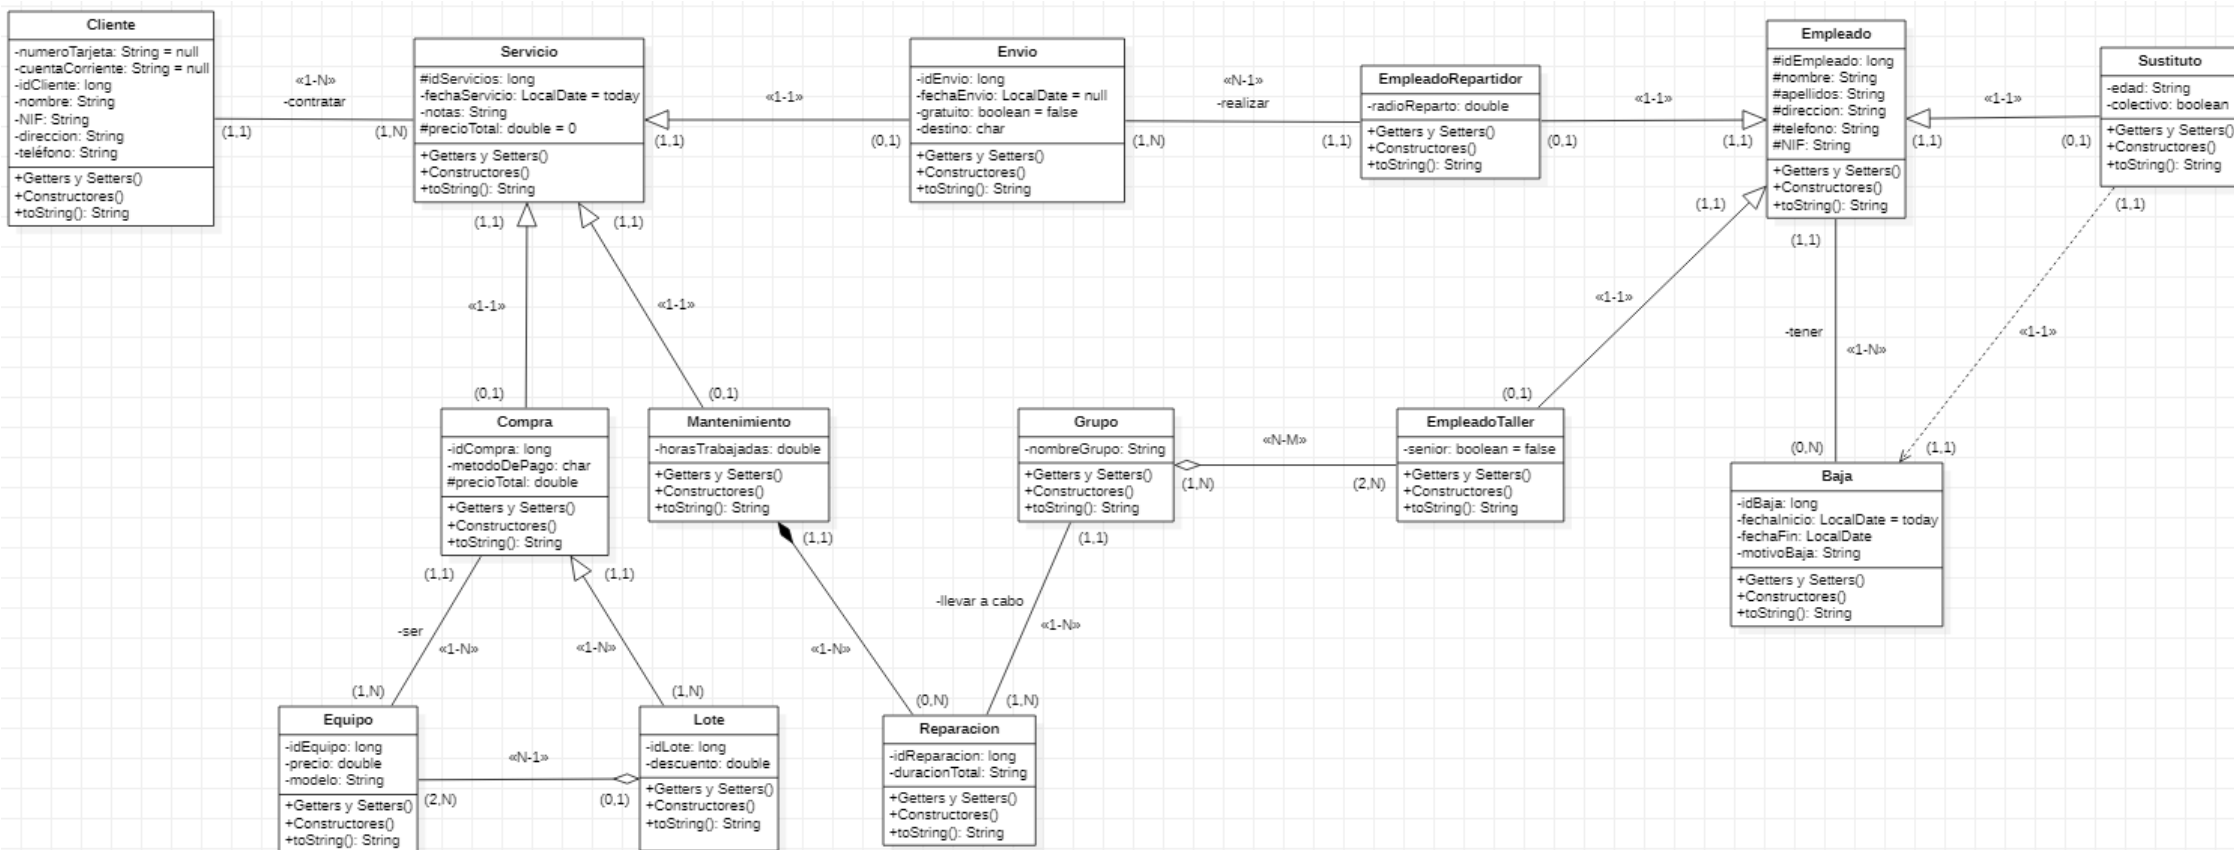 Cliente
-numeroTarjeta: String = null
-cuentaCorriente: String = null
-idCliente: long
-nombre: String
-NIF: String
-direccion: String
-teléfono: String
+Getters y Setters()
+Constructores()
+toString(): String
«1-N»
-contratar
(1,1)
(1,N)
Servicio
#idServicios: long
-fechaServicio: LocalDate = today
-notas: String
#precioTotal: double = 0
+Getters y Setters()
+Constructores()
+toString(): String
«1-1»
(1,1)
(0,1)
Envio
-idEnvio: long
-fechaEnvio: LocalDate = null
-gratuito: boolean = false
-destino: char
+Getters y Setters()
+Constructores()
+toString(): String
«N-1»
-realizar
(1,N)
(1,1)
EmpleadoRepartidor
-radioReparto: double
+Getters y Setters()
+Constructores()
+toString(): String
«1-1»
(0,1)
(1,1)
Empleado
#idEmpleado: long
#nombre: String
#apellidos: String
#direccion: String
#telefono: String
#NIF: String
+Getters y Setters()
+Constructores()
+toString(): String
«1-1»
(1,1)
(0,1)
Sustituto
-edad: String
-colectivo: boolean
+Getters y Setters()
+Constructores()
+toString(): String
(1,1)
(1,1)
(1,1)
(1,1)
(1,1)
«1-1»
«1-1»
«1-1»
-tener
«1-N»
«1-1»
(0,1)
(0,1)
(0,1)
(0,N)
(1,1)
Compra
-idCompra: long
-metodoDePago: char
#precioTotal: double
+Getters y Setters()
+Constructores()
+toString(): String
Mantenimiento
-horasTrabajadas: double
+Getters y Setters()
+Constructores()
+toString(): String
Grupo
-nombreGrupo: String
+Getters y Setters()
+Constructores()
+toString(): String
«N-M»
(1,N)
(2,N)
EmpleadoTaller
-senior: boolean = false
+Getters y Setters()
+Constructores()
+toString(): String
Baja
-idBaja: long
-fechaInicio: LocalDate = today
-fechaFin: LocalDate
-motivoBaja: String
+Getters y Setters()
+Constructores()
+toString(): String
(1,1)
(1,1)
(1,1)
(1,1)
-ser
«1-N»
«1-N»
«1-N»
-llevar a cabo
«1-N»
(1,N)
(1,N)
(0,N)
(1,N)
Equipo
-idEquipo: long
-precio: double
-modelo: String
+Getters y Setters()
+Constructores()
+toString(): String
«N-1»
(2,N)
(0,1)
Lote
-idLote: long
-descuento: double
+Getters y Setters()
+Constructores()
+toString(): String
Reparacion
-idReparacion: long
-duracionTotal: String
+Getters y Setters()
+Constructores()
+toString(): String